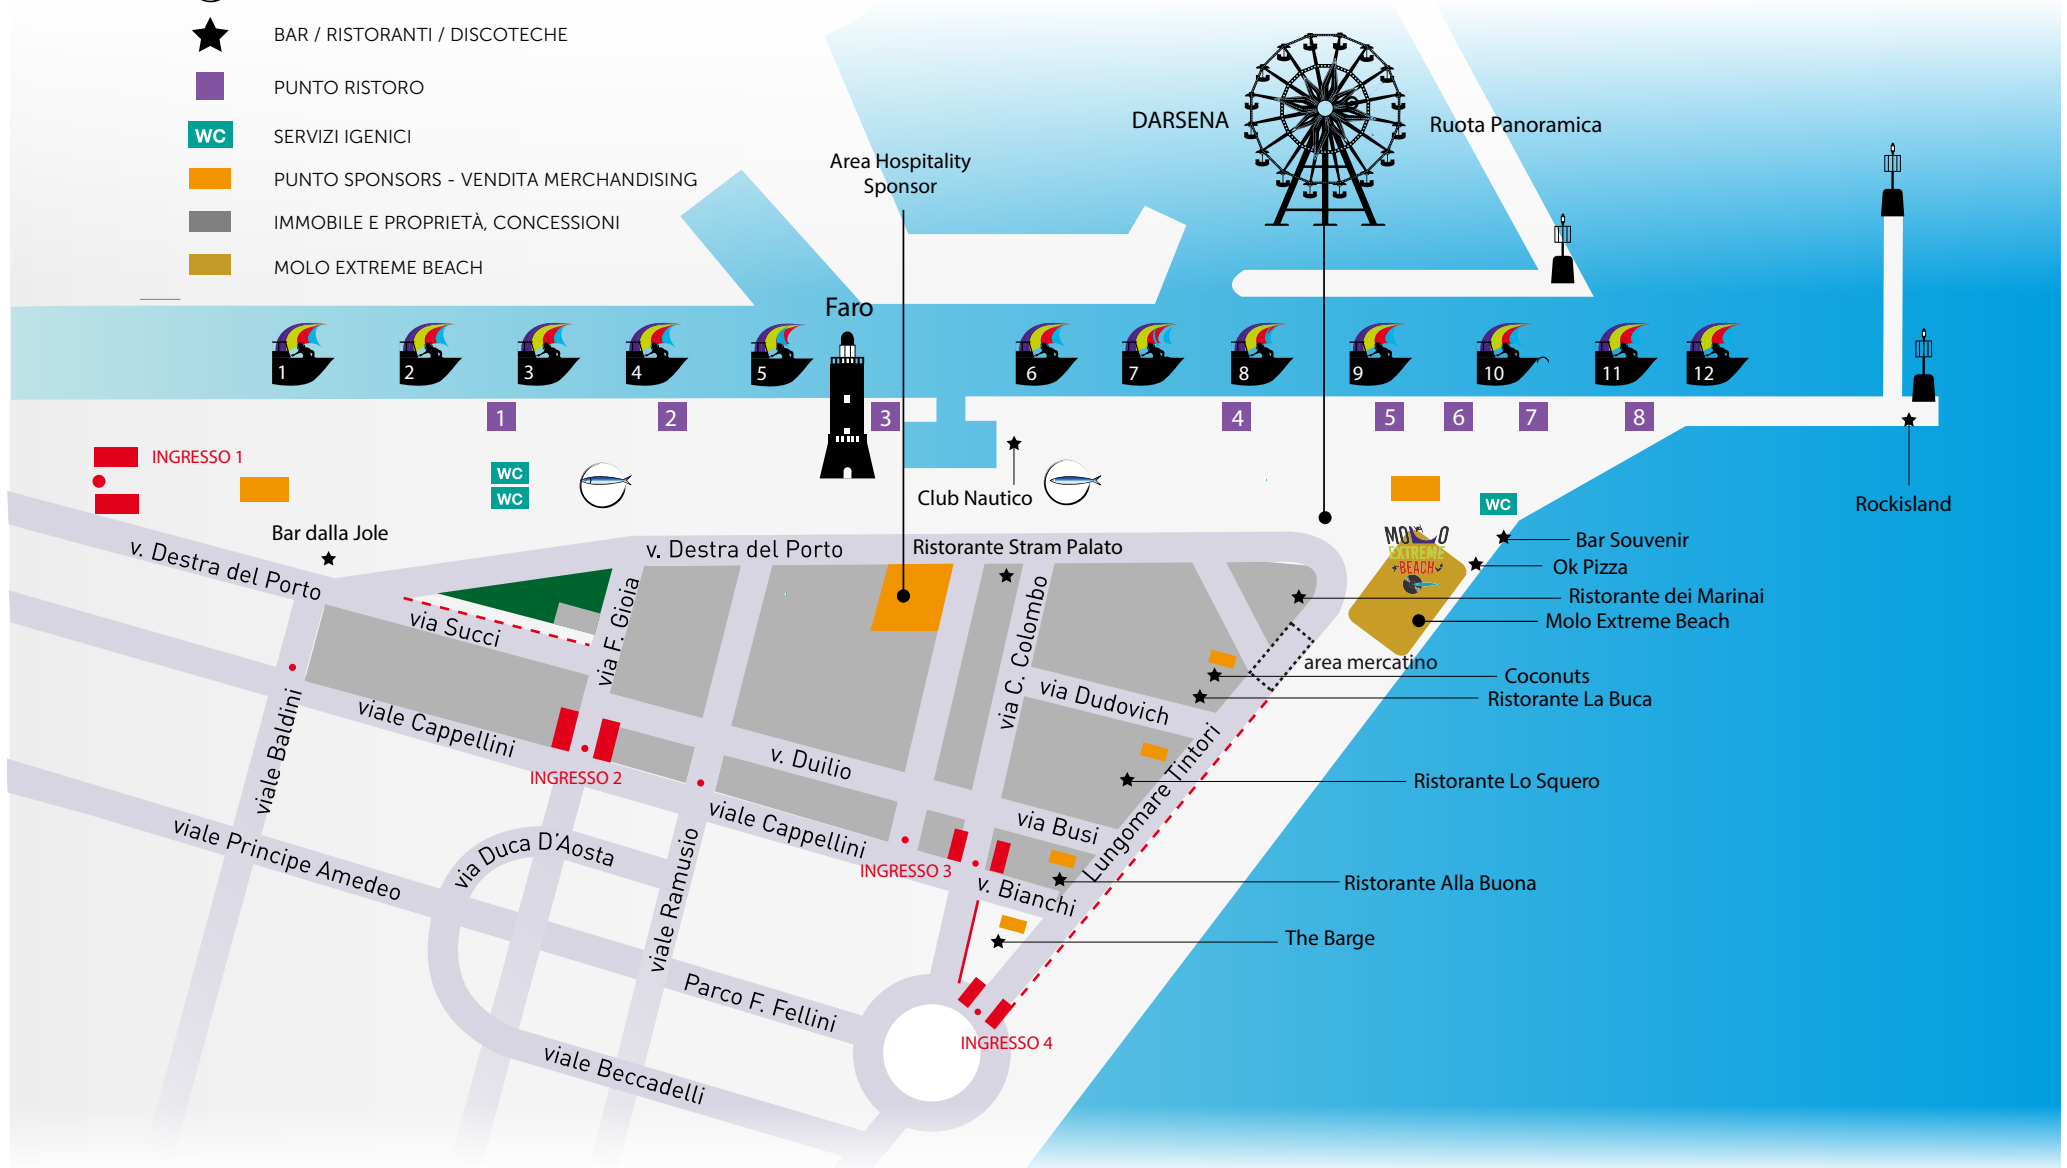 BAR / RISTORANTI / DISCOTECHE
PUNTO RISTORO
WC
SERVIZI IGENICI
PUNTO SPONSORS - VENDITA MERCHANDISING
IMMOBILE E PROPRIETÀ, CONCESSIONI
MOLO EXTREME BEACH
DARSENA
Ruota Panoramica
Area Hospitality
Sponsor
Faro
1
2
3
4
5
6
7
8
9
10
11
12
1
2
3
4
5
6
7
8
INGRESSO 1
WC
WC
Club Nautico
WC
Rockisland
Bar dalla Jole
v. Destra del Porto
v. Destra del Porto
Ristorante Stram Palato
MOLO
EXTREME
BEACH
Bar Souvenir
Ok Pizza
Ristorante dei Marinai
Molo Extreme Beach
area mercatino
Coconuts
Ristorante La Buca
via Succi
via F. Gioia
via C. Colombo
via Dudovich
viale Baldini
viale Cappellini
INGRESSO 2
v. Duilio
Lungomare Tintori
Ristorante Lo Squero
viale Cappellini
via Busi
viale Principe Amedeo
via Duca D'Aosta
viale Ramusio
INGRESSO 3
v. Bianchi
Ristorante Alla Buona
The Barge
Parco F. Fellini
INGRESSO 4
viale Beccadelli